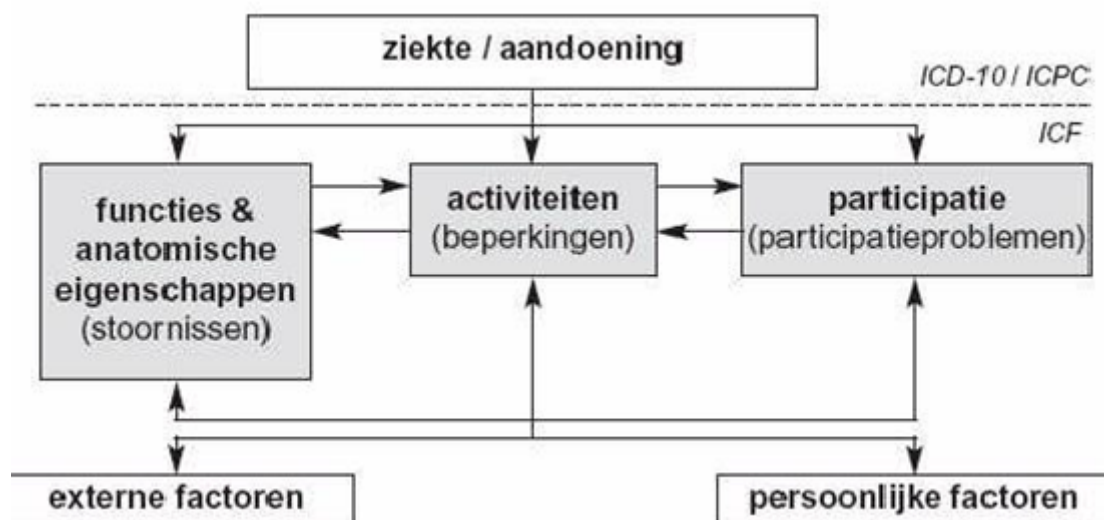 ziekte / aandoening
ICD-10 / ICPC
ICF
functies &
anatomische
eigenschappen
(stoornissen)
activiteiten
(beperkingen)
participatie
(participatieproblemen)
externe factoren
persoonlijke factoren